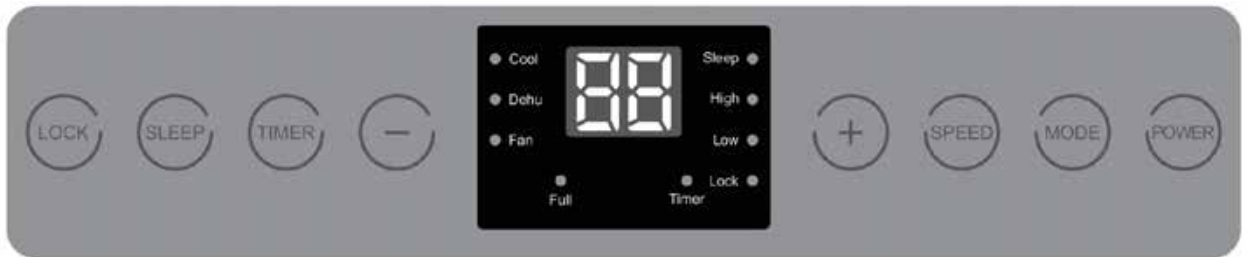 LOCK
SLEEP
TIMER
−
Cool
Dehu
Fan
88
Sleep
High
Low
Lock
Full
Timer
+
SPEED
MODE
POWER